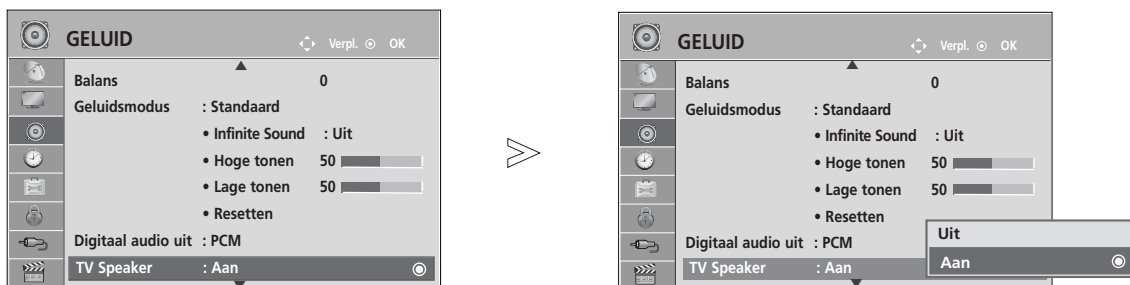 GELUID Verpl. OK
Balans 0
Geluidsmodus : Standaard
• Infinite Sound : Uit
• Hoge tonen 50
• Lage tonen 50
• Resetten
Digitaal audio uit : PCM
TV Speaker : Aan
GELUID Verpl. OK
Balans 0
Geluidsmodus : Standaard
• Infinite Sound : Uit
• Hoge tonen 50
• Lage tonen 50
• Resetten
Digitaal audio uit : PCM
TV Speaker : Aan
Uit
Aan